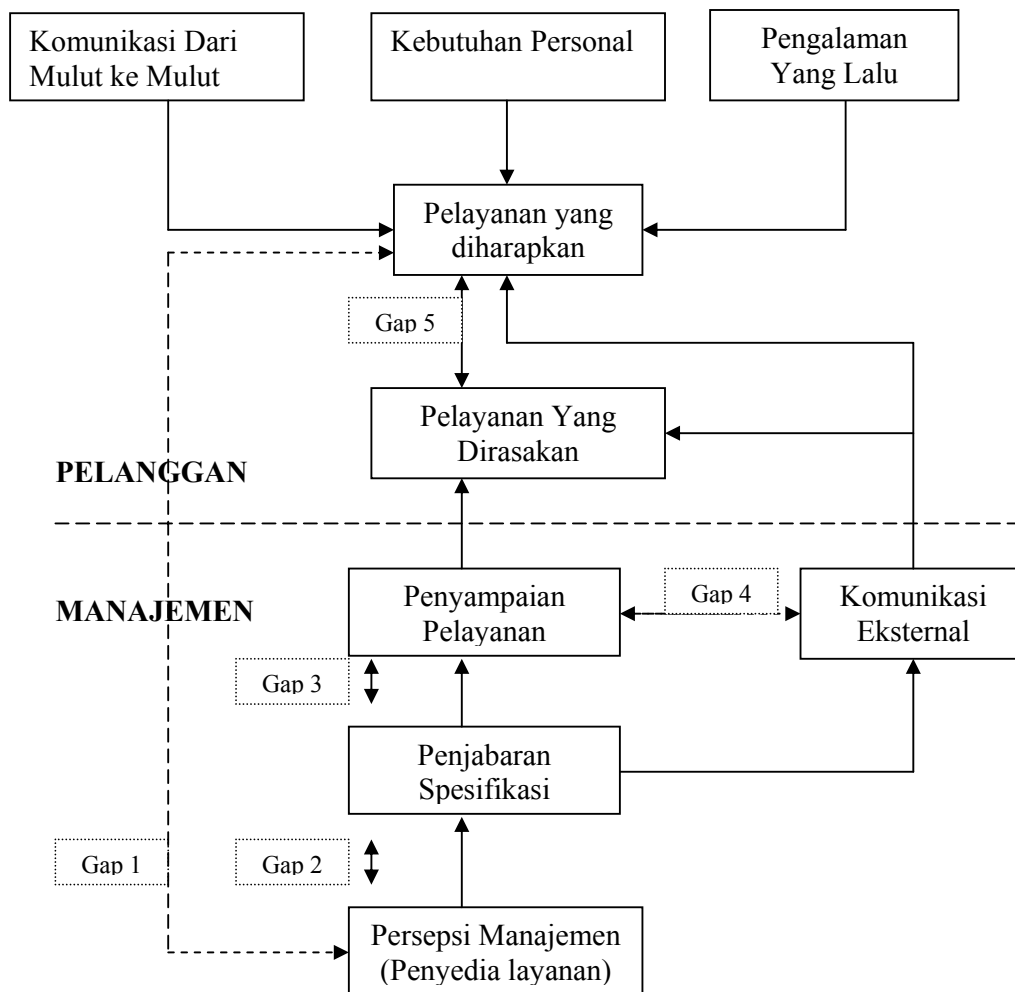 Komunikasi Dari
Mulut ke Mulut
Kebutuhan Personal
Pengalaman
Yang Lalu
Pelayanan yang
diharapkan
Gap 5
Pelayanan Yang
Dirasakan
PELANGGAN
MANAJEMEN
Penyampaian
Pelayanan
Gap 4
Komunikasi
Eksternal
Gap 3
Penjabaran
Spesifikasi
Gap 1
Gap 2
Persepsi Manajemen
(Penyedia layanan)